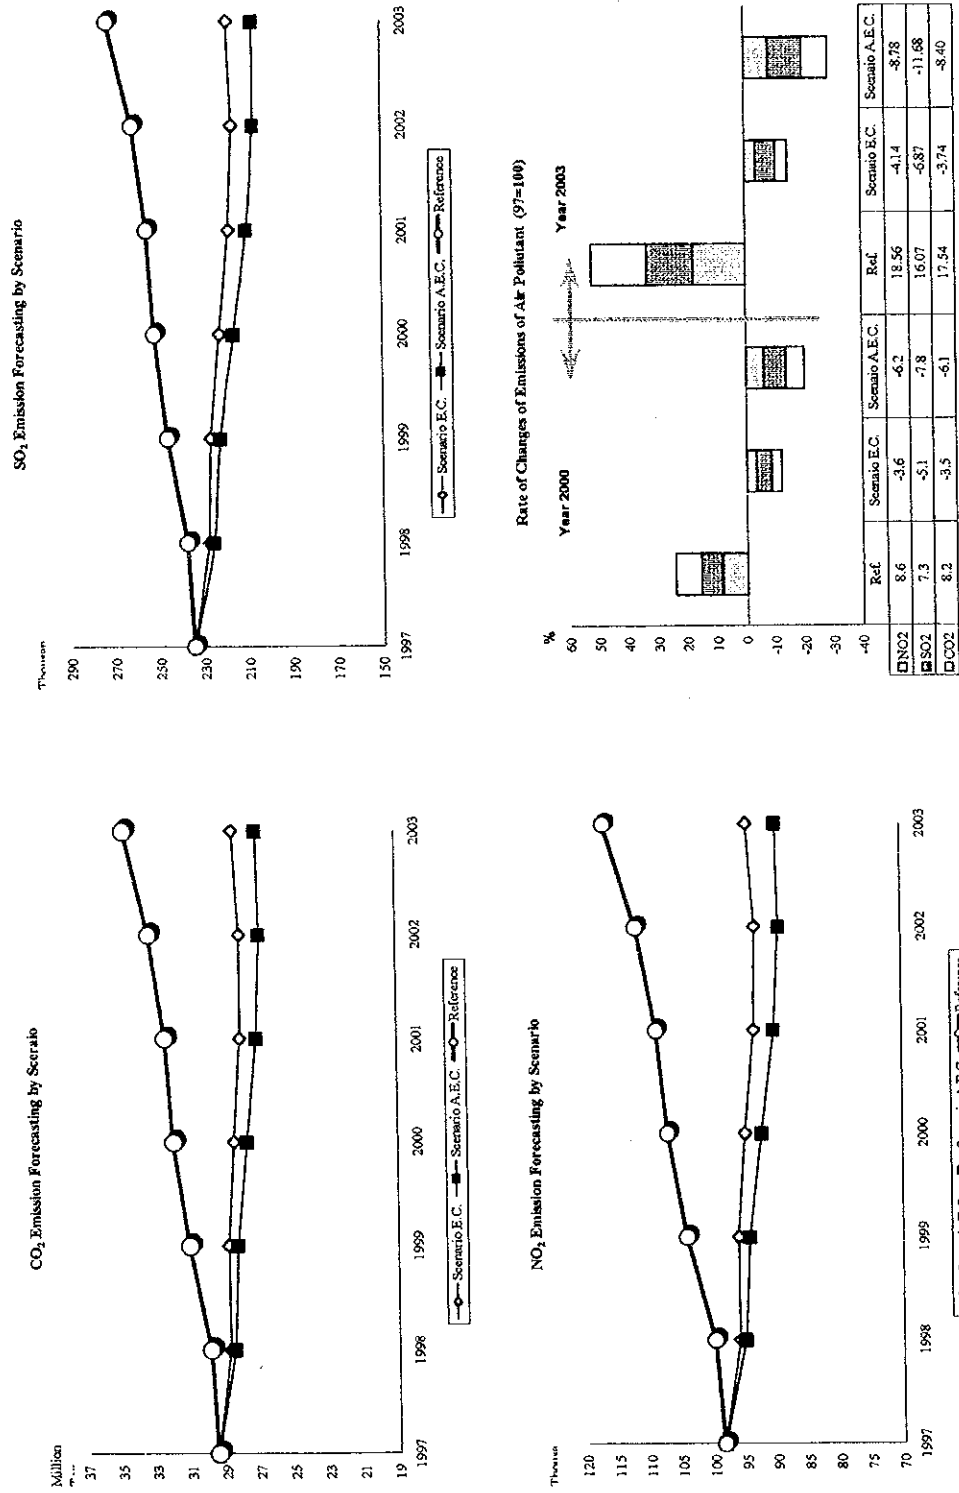 CO₂ Emission Forecasting by Sceraio
Million
37
35
33
31
29
27
25
23
21
19
1997 1998 1999 2000 2001 2002 2003
Scenario E.C. Scenario A.E.C. Reference
SO₂ Emission Forecasting by Scenario
290
270
250
230
210
190
170
150
1997 1998 1999 2000 2001 2002 2003
Scenario E.C. Scenario A.E.C. Reference
NO₂ Emission Forecasting by Scenario
120
115
110
105
100
95
90
85
80
75
70
1997 1998 1999 2000 2001 2002 2003
Rate of Changes of Emissions of Air Pollutant (97=100)
%
Year 2000 Year 2003
60
50
40
30
20
10
0
-10
-20
-30
-40
Ref. Scenaio E.C. Scenaio A.E.C. Ref. Scenaio E.C. Scenaio A.E.C.
NO2 8.6 -3.6 -6.2 18.56 -4.14 -8.78
SO2 7.3 -5.1 -7.8 16.07 -6.87 -11.68
CO2 8.2 -3.5 -6.1 17.54 -3.74 -8.40